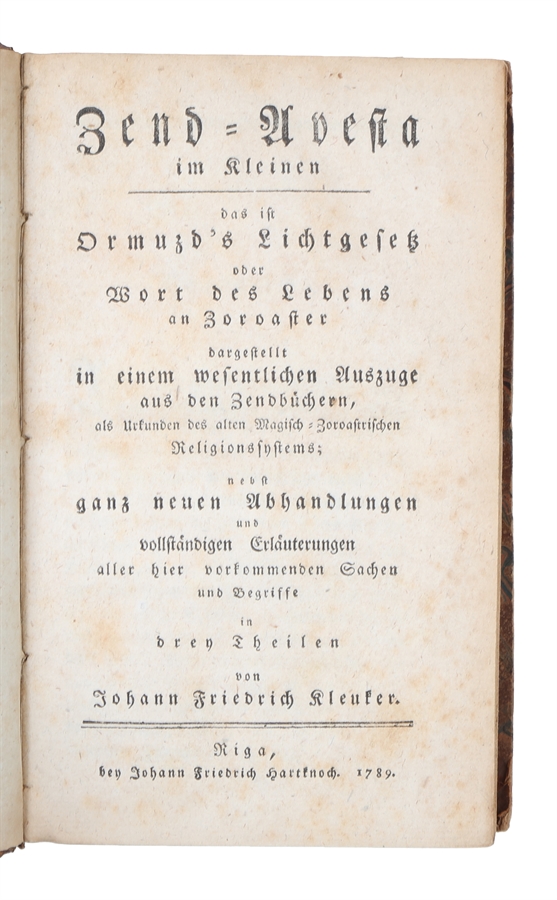 Zend-Avesta
im Kleinen
das ist
Ormuzd's Lichtgesetz
oder
Wort des Lebens
an Zoroaster
dargestellt
in einem wesentlichen Auszuge
aus den Zendbüchern,
als Urkunden des alten Magisch-Zoroastrischen
Religionssystems;
nebst
ganz neuen Abhandlungen
und
vollständigen Erläuterungen
aller hier vorkommenden Sachen
und Begriffe
in
drey Theilen
von
Johann Friedrich Kleuker.
Riga,
bey Johann Friedrich Hartknoch. 1789.